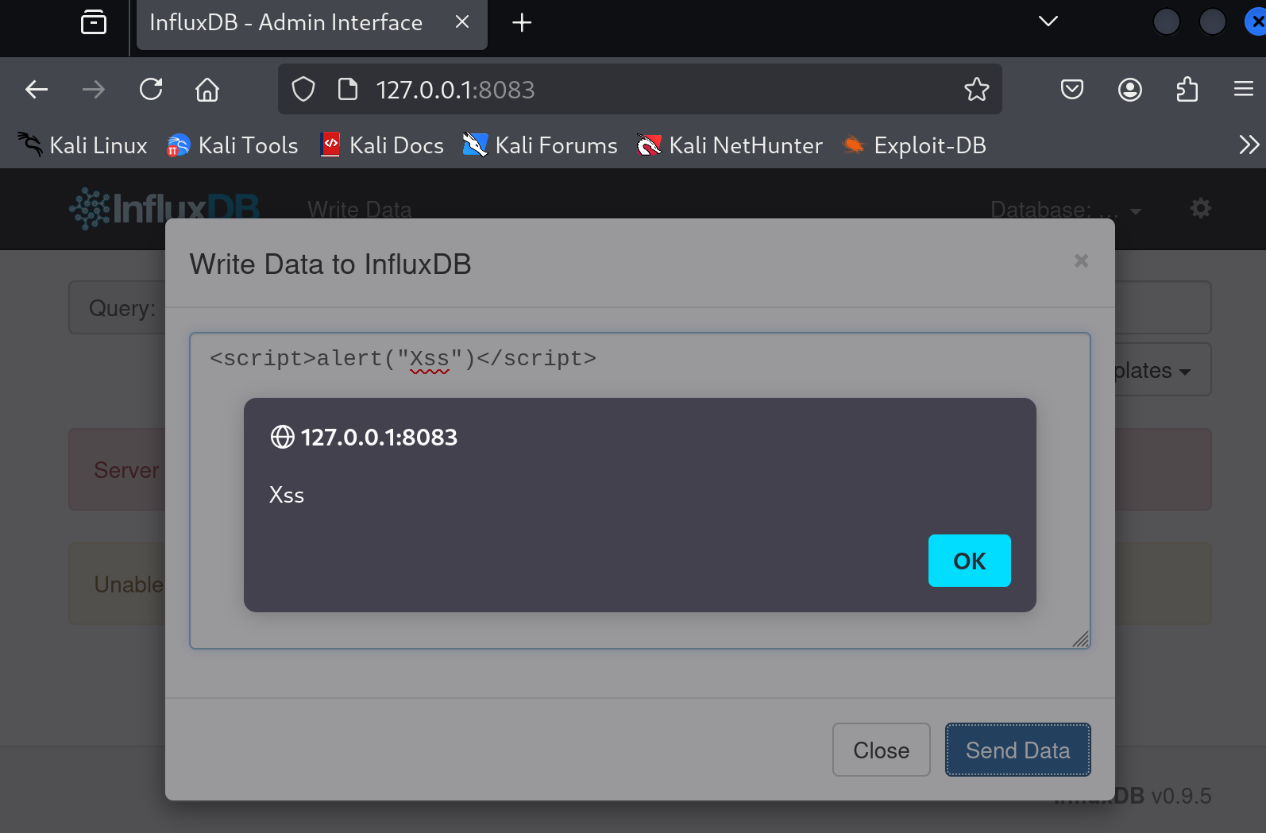 InfluxDB - Admin Interface
127.0.0.1:8083
Kali Linux Kali Tools Kali Docs Kali Forums Kali NetHunter Exploit-DB
InfluxDB Write Data Database: ...
Write Data to InfluxDB ×
Query:
<script>alert("Xss")</script>
plates
127.0.0.1:8083
Server
Xss
OK
Unable
Close Send Data
InfluxDB v0.9.5